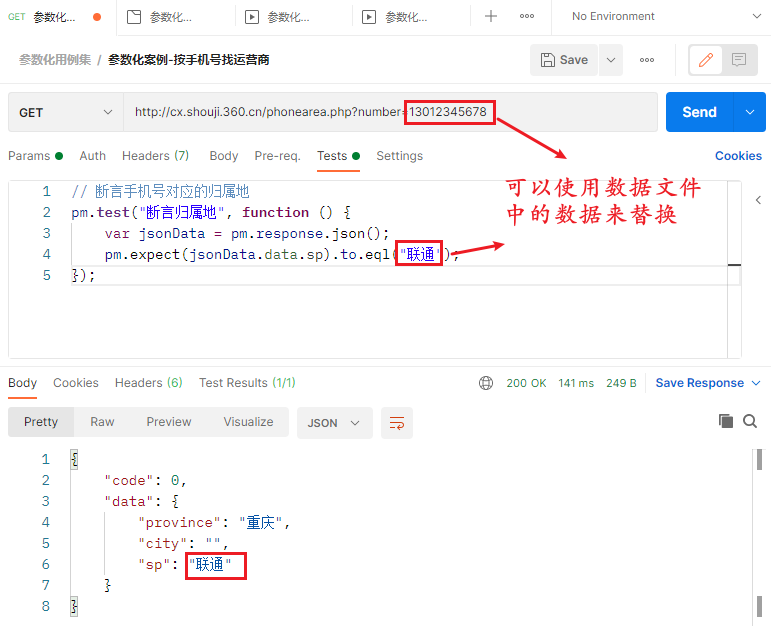 GET 参数化... 参数化... 参数化... 参数化... No Environment
参数化用例集 / 参数化案例-按手机号找运营商 Save
GET http://cx.shouji.360.cn/phonearea.php?number=13012345678 Send
Params Auth Headers (7) Body Pre-req. Tests Settings Cookies
可以使用数据文件
中的数据来替换
1 // 断言手机号对应的归属地
2 pm.test("断言归属地", function () {
3 var jsonData = pm.response.json();
4 pm.expect(jsonData.data.sp).to.eql("联通");
5 });
Body Cookies Headers (6) Test Results (1/1) 200 OK 141 ms 249 B Save Response
Pretty Raw Preview Visualize JSON
1 {
2 "code": 0,
3 "data": {
4 "province": "重庆",
5 "city": "",
6 "sp": "联通"
7 }
8 }